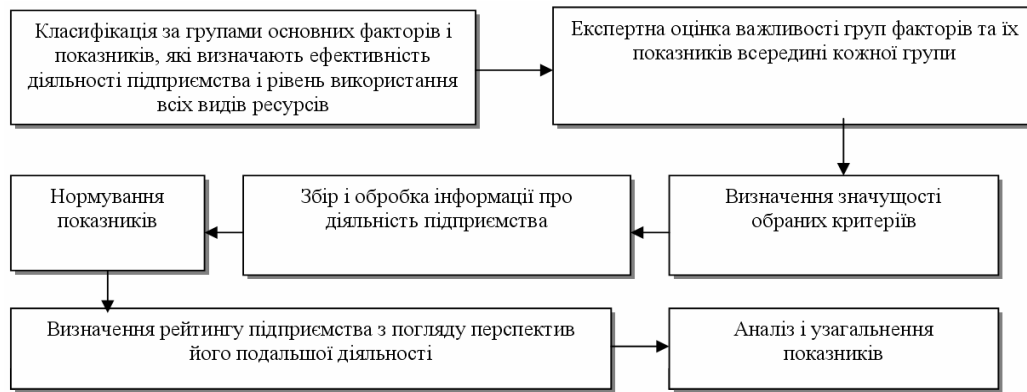 Класифікація за групами основних факторів і
показників, які визначають ефективність
діяльності підприємства і рівень використання
всіх видів ресурсів
Експертна оцінка важливості груп факторів та їх
показників всередині кожної групи
Визначення значущості
обраних критеріїв
Збір і обробка інформації про
діяльність підприємства
Нормування
показників
Визначення рейтингу підприємства з погляду перспектив
його подальшої діяльності
Аналіз і узагальнення
показників